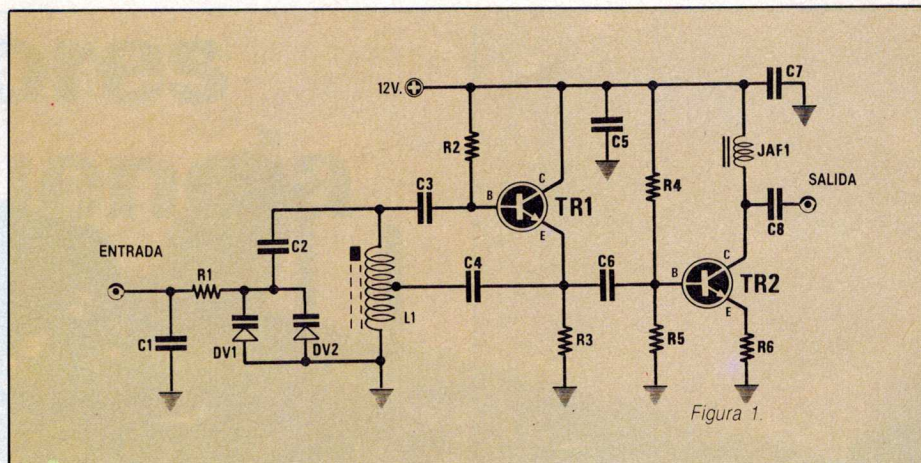 12V.
C7
R2
C5
JAF1
C
C3
R4
SALIDA
B
TR1
C8
ENTRADA
C2
E
C4
C6
C
R1
B
TR2
L1
E
C1
DV1
DV2
R3
R5
R6
Figura 1.